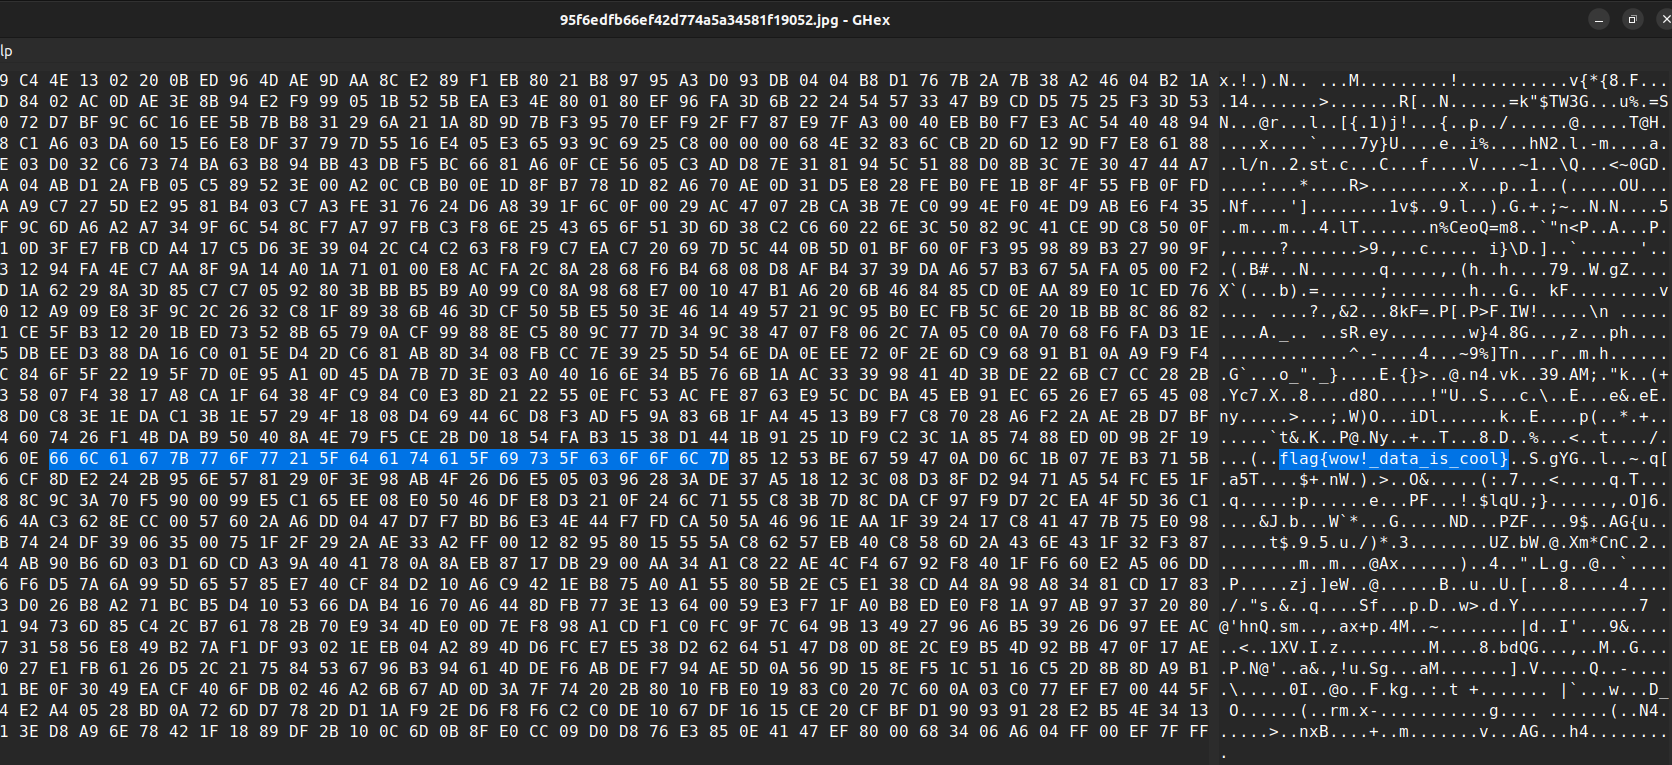 95f6edfb66ef42d774a5a34581f19052.jpg - GHex
lp
9 C4 4E 13 02 20 0B ED 96 4D AE 9D AA 8C E2 89 F1 EB 80 21 B8 97 95 A3 D0 93 DB 04 04 B8 D1 76 7B 2A 7B 38 A2 46 04 B2 1A x.!.).N.. ...M.........!...........v{*{8.F...
D 84 02 AC 0D AE 3E 8B 94 E2 F9 99 05 1B 52 5B EA E3 4E 80 01 80 EF 96 FA 3D 6B 22 24 54 57 33 47 B9 CD D5 75 25 F3 3D 53 .14.......>.......R[..N......=k"$TW3G...u%.=S
0 72 D7 BF 9C 6C 16 EE 5B 7B B8 31 29 6A 21 1A 8D 9D 7B F3 95 70 EF F9 2F F7 87 E9 7F A3 00 40 EB B0 F7 E3 AC 54 40 48 94 N...@r...l..[{.1)j!...{..p../......@.....T@H.
8 C1 A6 03 DA 60 15 E6 E8 DF 37 79 7D 55 16 E4 05 E3 65 93 9C 69 25 C8 00 00 00 68 4E 32 83 6C CB 2D 6D 12 9D F7 E8 61 88 ....x....`....7y}U....e..i%....hN2.l.-m....a.
E 03 D0 32 C6 73 74 BA 63 B8 94 BB 43 DB F5 BC 66 81 A6 0F CE 56 05 C3 AD D8 7E 31 81 94 5C 51 88 D0 8B 3C 7E 30 47 44 A7 .l/n..2.st.c...C...f....V....~1..\Q...<~0GD.
A 04 AB D1 2A FB 05 C5 89 52 3E 00 A2 0C CB B0 0E 1D 8F B7 78 1D 82 A6 70 AE 0D 31 D5 E8 28 FE B0 FE 1B 8F 4F 55 FB 0F FD ....:...*....R>.........x...p..1..(.....OU...
A A9 C7 27 5D E2 95 81 B4 03 C7 A3 FE 31 76 24 D6 A8 39 1F 6C 0F 00 29 AC 47 07 2B CA 3B 7E C0 99 4E F0 4E D9 AB E6 F4 35 .Nf....']........1v$..9.l..).G.+.;~..N.N....5
F 9C 6D A6 A2 A7 34 9F 6C 54 8C F7 A7 97 FB C3 F8 6E 25 43 65 6F 51 3D 6D 38 C2 C6 60 22 6E 3C 50 82 9C 41 CE 9D C8 50 0F ..m...m...4.lT.......n%CeoQ=m8..`"n<P..A...P.
1 0D 3F E7 FB CD A4 17 C5 D6 3E 39 04 2C C4 C2 63 F8 F9 C7 EA C7 20 69 7D 5C 44 0B 5D 01 BF 60 0F F3 95 98 89 B3 27 90 9F ,.....?.......>9.,..c..... i}\D.]..`......'..
3 12 94 FA 4E C7 AA 8F 9A 14 A0 1A 71 01 00 E8 AC FA 2C 8A 28 68 F6 B4 68 08 D8 AF B4 37 39 DA A6 57 B3 67 5A FA 05 00 F2 .(.B#...N.......q.....,.(h..h....79..W.gZ....
D 1A 62 29 8A 3D 85 C7 C7 05 92 80 3B BB B5 B9 A0 99 C0 8A 98 68 E7 00 10 47 B1 A6 20 6B 46 84 85 CD 0E AA 89 E0 1C ED 76 X`(...b).=......;........h...G.. kF.........v
0 12 A9 09 E8 3F 9C 2C 26 32 C8 1F 89 38 6B 46 3D CF 50 5B E5 50 3E 46 14 49 57 21 9C 95 B0 EC FB 5C 6E 20 1B BB 8C 86 82 .... ....?.,&2...8kF=.P[.P>F.IW!.....\n .....
1 CE 5F B3 12 20 1B ED 73 52 8B 65 79 0A CF 99 88 8E C5 80 9C 77 7D 34 9C 38 47 07 F8 06 2C 7A 05 C0 0A 70 68 F6 FA D3 1E ....A._.. ..sR.ey........w}4.8G...,z...ph....
5 DB EE D3 88 DA 16 C0 01 5E D4 2D C6 81 AB 8D 34 08 FB CC 7E 39 25 5D 54 6E DA 0E EE 72 0F 2E 6D C9 68 91 B1 0A A9 F9 F4 .............^.-....4...~9%]Tn...r..m.h......
C 84 6F 5F 22 19 5F 7D 0E 95 A1 0D 45 DA 7B 7D 3E 03 A0 40 16 6E 34 B5 76 6B 1A AC 33 39 98 41 4D 3B DE 22 6B C7 CC 28 2B .G`...o_"._}....E.{}>..@.n4.vk..39.AM;."k..(+
3 58 07 F4 38 17 A8 CA 1F 64 38 4F C9 84 C0 E3 8D 21 22 55 0E FC 53 AC FE 87 63 E9 5C DC BA 45 EB 91 EC 65 26 E7 65 45 08 .Yc7.X..8....d8O.....!"U..S...c.\..E...e&.eE.
8 D0 C8 3E 1E DA C1 3B 1E 57 29 4F 18 08 D4 69 44 6C D8 F3 AD F5 9A 83 6B 1F A4 45 13 B9 F7 C8 70 28 A6 F2 2A AE 2B D7 BF ny.....>...;.W)O...iDl.......k..E....p(..*.+..
4 60 74 26 F1 4B DA B9 50 40 8A 4E 79 F5 CE 2B D0 18 54 FA B3 15 38 D1 44 1B 91 25 1D F9 C2 3C 1A 85 74 88 ED 0D 9B 2F 19 .....`t&.K..P@.Ny..+..T...8.D..%...<..t..../.
6 0E 66 6C 61 67 7B 77 6F 77 21 5F 64 61 74 61 5F 69 73 5F 63 6F 6F 6C 7D 85 12 53 BE 67 59 47 0A D0 6C 1B 07 7E B3 71 5B ...(..flag{wow!_data_is_cool}..S.gYG..l..~.q[
6 CF 8D E2 24 2B 95 6E 57 81 29 0F 3E 98 AB 4F 26 D6 E5 05 03 96 28 3A DE 37 A5 18 12 3C 08 D3 8F D2 94 71 A5 54 FC E5 1F .a5T....$+.nW.).>..O&.....(:.7...<.....q.T...
8 8C 9C 3A 70 F5 90 00 99 E5 C1 65 EE 08 E0 50 46 DF E8 D3 21 0F 24 6C 71 55 C8 3B 7D 8C DA CF 97 F9 D7 2C EA 4F 5D 36 C1 .q.....:p......e...PF...!.$lqU.;}......,.O]6.
6 4A C3 62 8E CC 00 57 60 2A A6 DD 04 47 D7 F7 BD B6 E3 4E 44 F7 FD CA 50 5A 46 96 1E AA 1F 39 24 17 C8 41 47 7B 75 E0 98 ....&J.b...W`*...G.....ND...PZF....9$..AG{u..
B 74 24 DF 39 06 35 00 75 1F 2F 29 2A AE 33 A2 FF 00 12 82 95 80 15 55 5A C8 62 57 EB 40 C8 58 6D 2A 43 6E 43 1F 32 F3 87 .....t$.9.5.u./)*.3........UZ.bW.@.Xm*CnC.2..
4 AB 90 B6 6D 03 D1 6D CD A3 9A 40 41 78 0A 8A EB 87 17 DB 29 00 AA 34 A1 C8 22 AE 4C F4 67 92 F8 40 1F F6 60 E2 A5 06 DD ........m..m...@Ax......)..4..".L.g..@..`....
6 F6 D5 7A 6A 99 5D 65 57 85 E7 40 CF 84 D2 10 A6 C9 42 1E B8 75 A0 A1 55 80 5B 2E C5 E1 38 CD A4 8A 98 A8 34 81 CD 17 83 .P.....zj.]eW..@......B..u..U.[...8.....4....
3 D0 26 B8 A2 71 BC B5 D4 10 53 66 DA B4 16 70 A6 44 8D FB 77 3E 13 64 00 59 E3 F7 1F A0 B8 ED E0 F8 1A 97 AB 97 37 20 80 ./."s.&..q....Sf...p.D..w>.d.Y............7 .
1 94 73 6D 85 C4 2C B7 61 78 2B 70 E9 34 4D E0 0D 7E F8 98 A1 CD F1 C0 FC 9F 7C 64 9B 13 49 27 96 A6 B5 39 26 D6 97 EE AC @'hnQ.sm..,.ax+p.4M..~........|d..I'...9&....
7 31 58 56 E8 49 B2 7A F1 DF 93 02 1E EB 04 A2 89 4D D6 FC E7 E5 38 D2 62 64 51 47 D8 0D 8E 2C E9 B5 4D 92 BB 47 0F 17 AE ..<..1XV.I.z.........M....8.bdQG...,..M..G...
0 27 E1 FB 61 26 D5 2C 21 75 84 53 67 96 B3 94 61 4D DE F6 AB DE F7 94 AE 5D 0A 56 9D 15 8E F5 1C 51 16 C5 2D 8B 8D A9 B1 .P.N@'..a&.,!u.Sg...aM.......].V.....Q..-....
1 BE 0F 30 49 EA CF 40 6F DB 02 46 A2 6B 67 AD 0D 3A 7F 74 20 2B 80 10 FB E0 19 83 C0 20 7C 60 0A 03 C0 77 EF E7 00 44 5F .\.....0I..@o..F.kg..:.t +....... |`...w...D_
4 E2 A4 05 28 BD 0A 72 6D D7 78 2D D1 1A F9 2E D6 F8 F6 C2 C0 DE 10 67 DF 16 15 CE 20 CF BF D1 90 93 91 28 E2 B5 4E 34 13 O.......(..rm.x-...........g.... ......(..N4.
1 3E D8 A9 6E 78 42 1F 18 89 DF 2B 10 0C 6D 0B 8F E0 CC 09 D0 D8 76 E3 85 0E 41 47 EF 80 00 68 34 06 A6 04 FF 00 EF 7F FF .....>..nxB....+..m.......v...AG...h4........
.